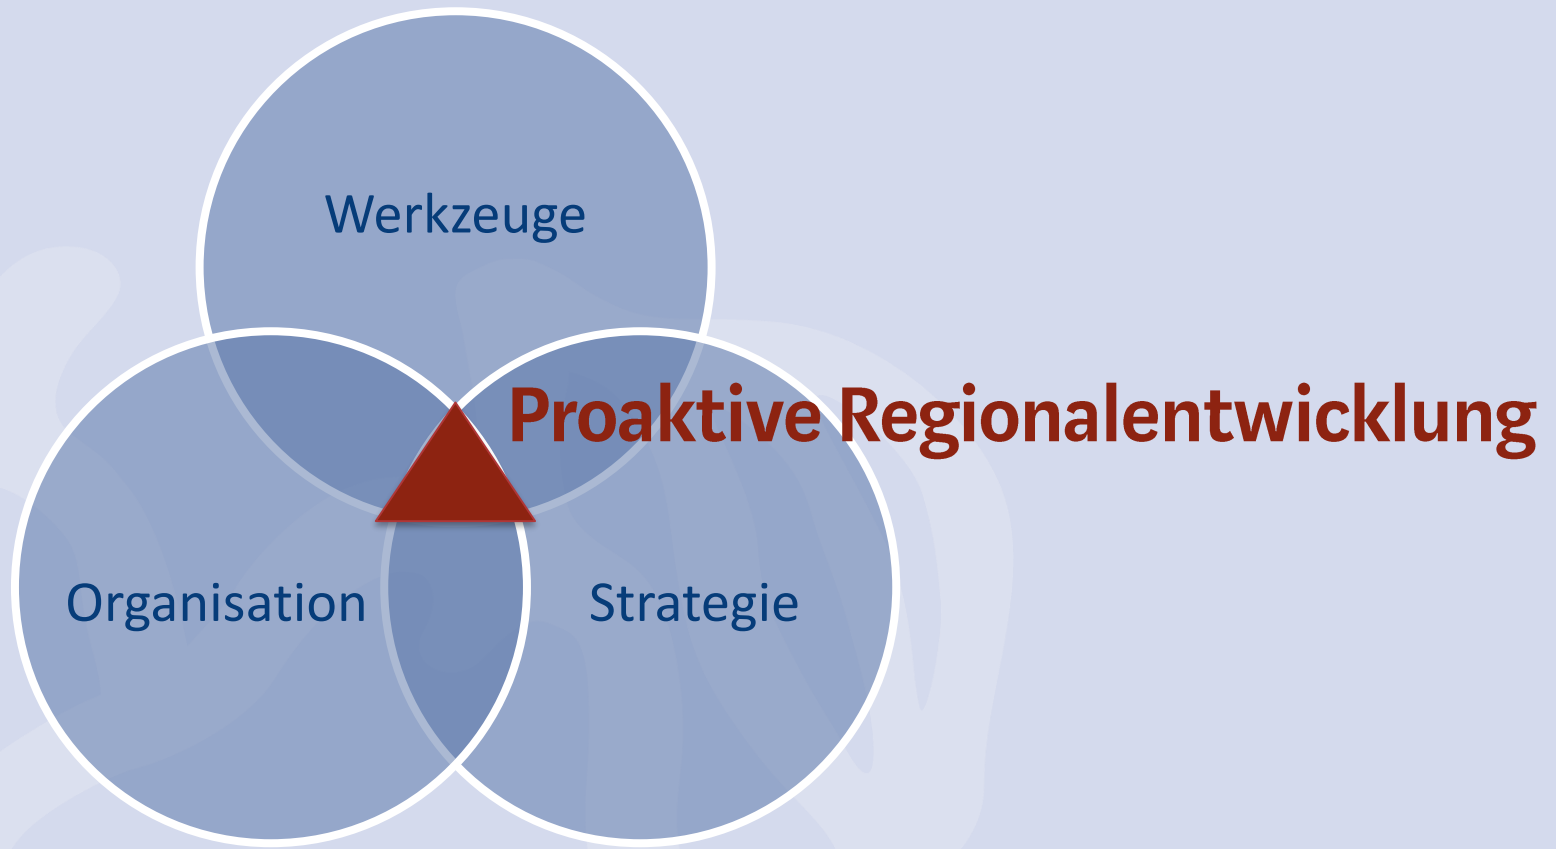 Werkzeuge
Proaktive Regionalentwicklung
Organisation
Strategie